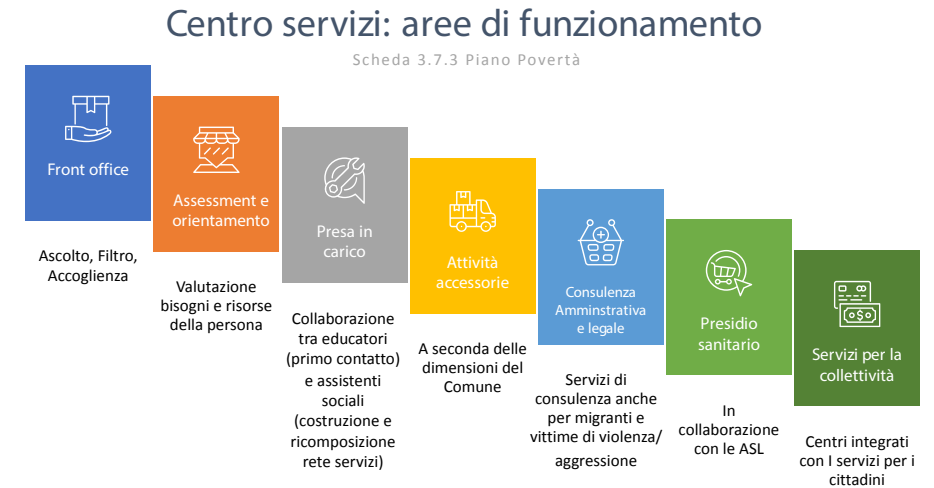 Centro servizi: aree di funzionamento
Scheda 3.7.3 Piano Povertà
Front office
Ascolto, Filtro,
Accoglienza
Assessment e
orientamento
Valutazione
bisogni e risorse
della persona
Presa in
carico
Collaborazione
tra educatori
(primo contatto)
e assistenti
sociali
(costruzione e
ricomposizione
rete servizi)
Attività
accessorie
A seconda delle
dimensioni del
Comune
Consulenza
Amminstrativa
e legale
Servizi di
consulenza anche
per migranti e
vittime di violenza/
aggressione
Presidio
sanitario
In
collaborazione
con le ASL
Servizi per la
collettività
Centri integrati
con I servizi per i
cittadini